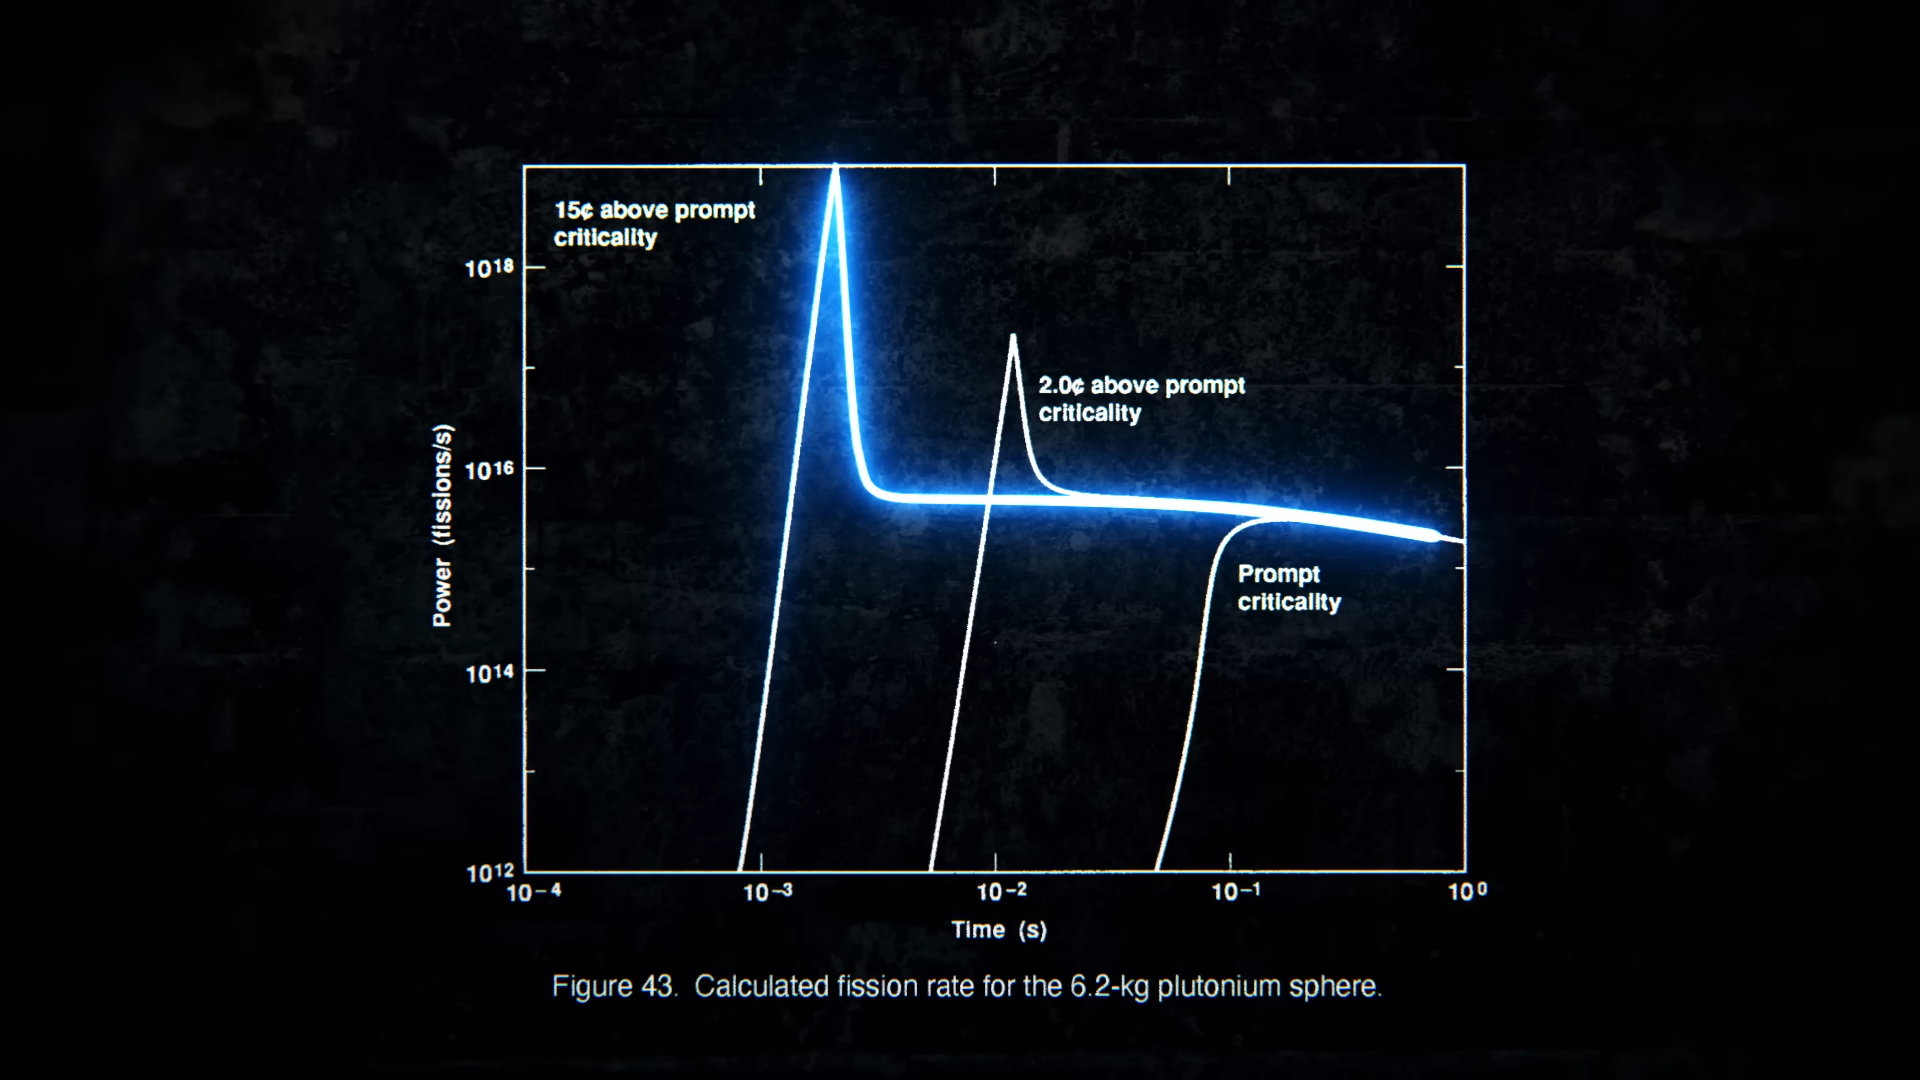 15¢ above prompt
criticality
10¹⁸
2.0¢ above prompt
criticality
10¹⁶
Power (fissions/s)
Prompt
criticality
10¹⁴
10¹²
10⁻⁴ 10⁻³ 10⁻² 10⁻¹ 10⁰
Time (s)
Figure 43. Calculated fission rate for the 6.2-kg plutonium sphere.